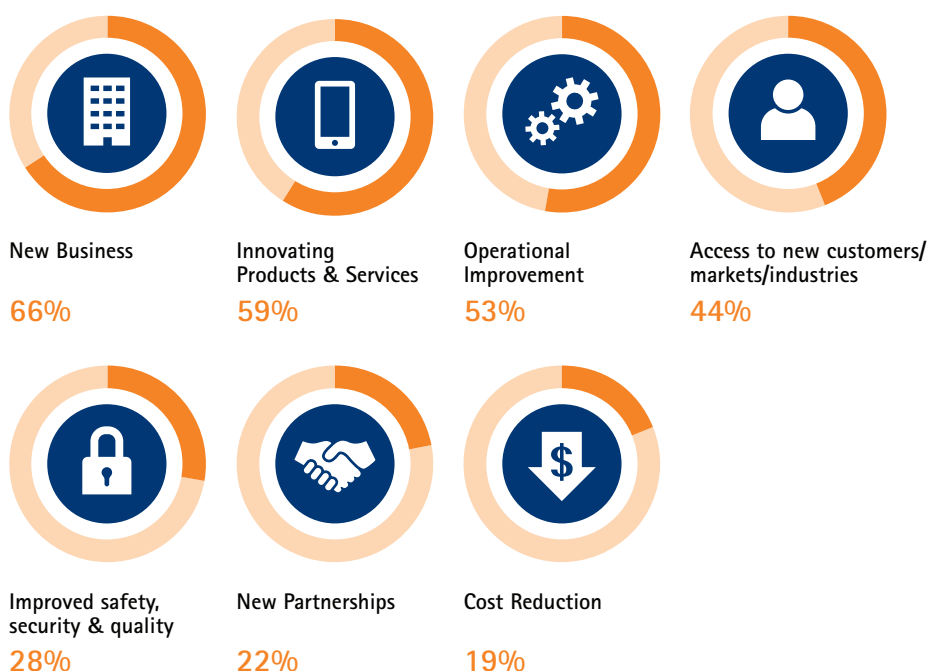 New Business
66%
Innovating
Products & Services
59%
Operational
Improvement
53%
Access to new customers/
markets/industries
44%
Improved safety,
security & quality
28%
New Partnerships
22%
$
Cost Reduction
19%